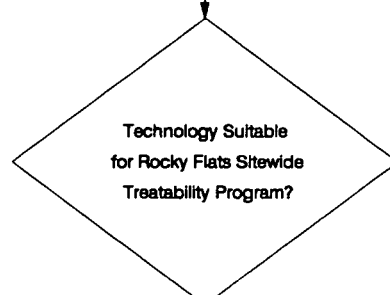 Technology Suitable
for Rocky Flats Sitewide
Treatability Program?